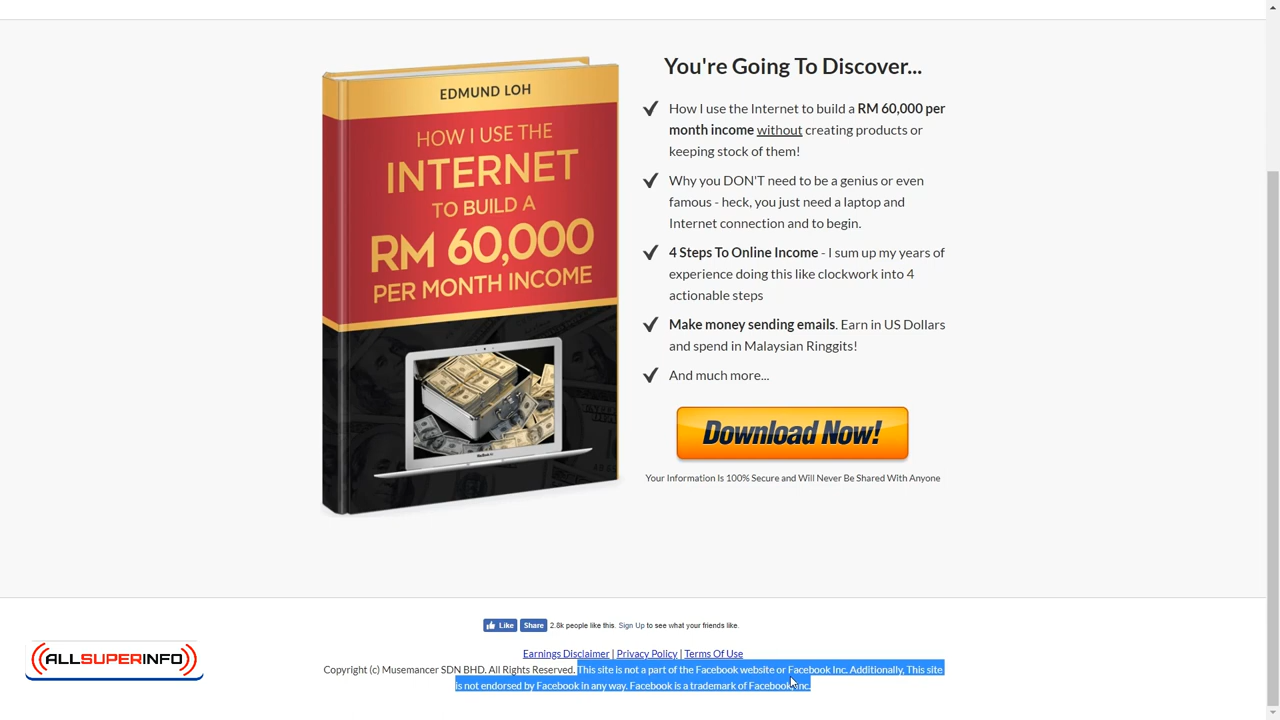 EDMUND LOH
HOW I USE THE
INTERNET
TO BUILD A
RM 60,000
PER MONTH INCOME
You're Going To Discover...
How I use the Internet to build a RM 60,000 per
month income without creating products or
keeping stock of them!
Why you DON'T need to be a genius or even
famous - heck, you just need a laptop and
Internet connection and to begin.
4 Steps To Online Income - I sum up my years of
experience doing this like clockwork into 4
actionable steps
Make money sending emails. Earn in US Dollars
and spend in Malaysian Ringgits!
And much more...
Download Now!
Your Information Is 100% Secure and Will Never Be Shared With Anyone
Like Share 2.8k people like this. Sign Up to see what your friends like.
Earnings Disclaimer | Privacy Policy | Terms Of Use
Copyright (c) Musemancer SDN BHD. All Rights Reserved. This site is not a part of the Facebook website or Facebook Inc. Additionally, This site
is not endorsed by Facebook in any way. Facebook is a trademark of Facebook Inc.
ALLSUPERINFO